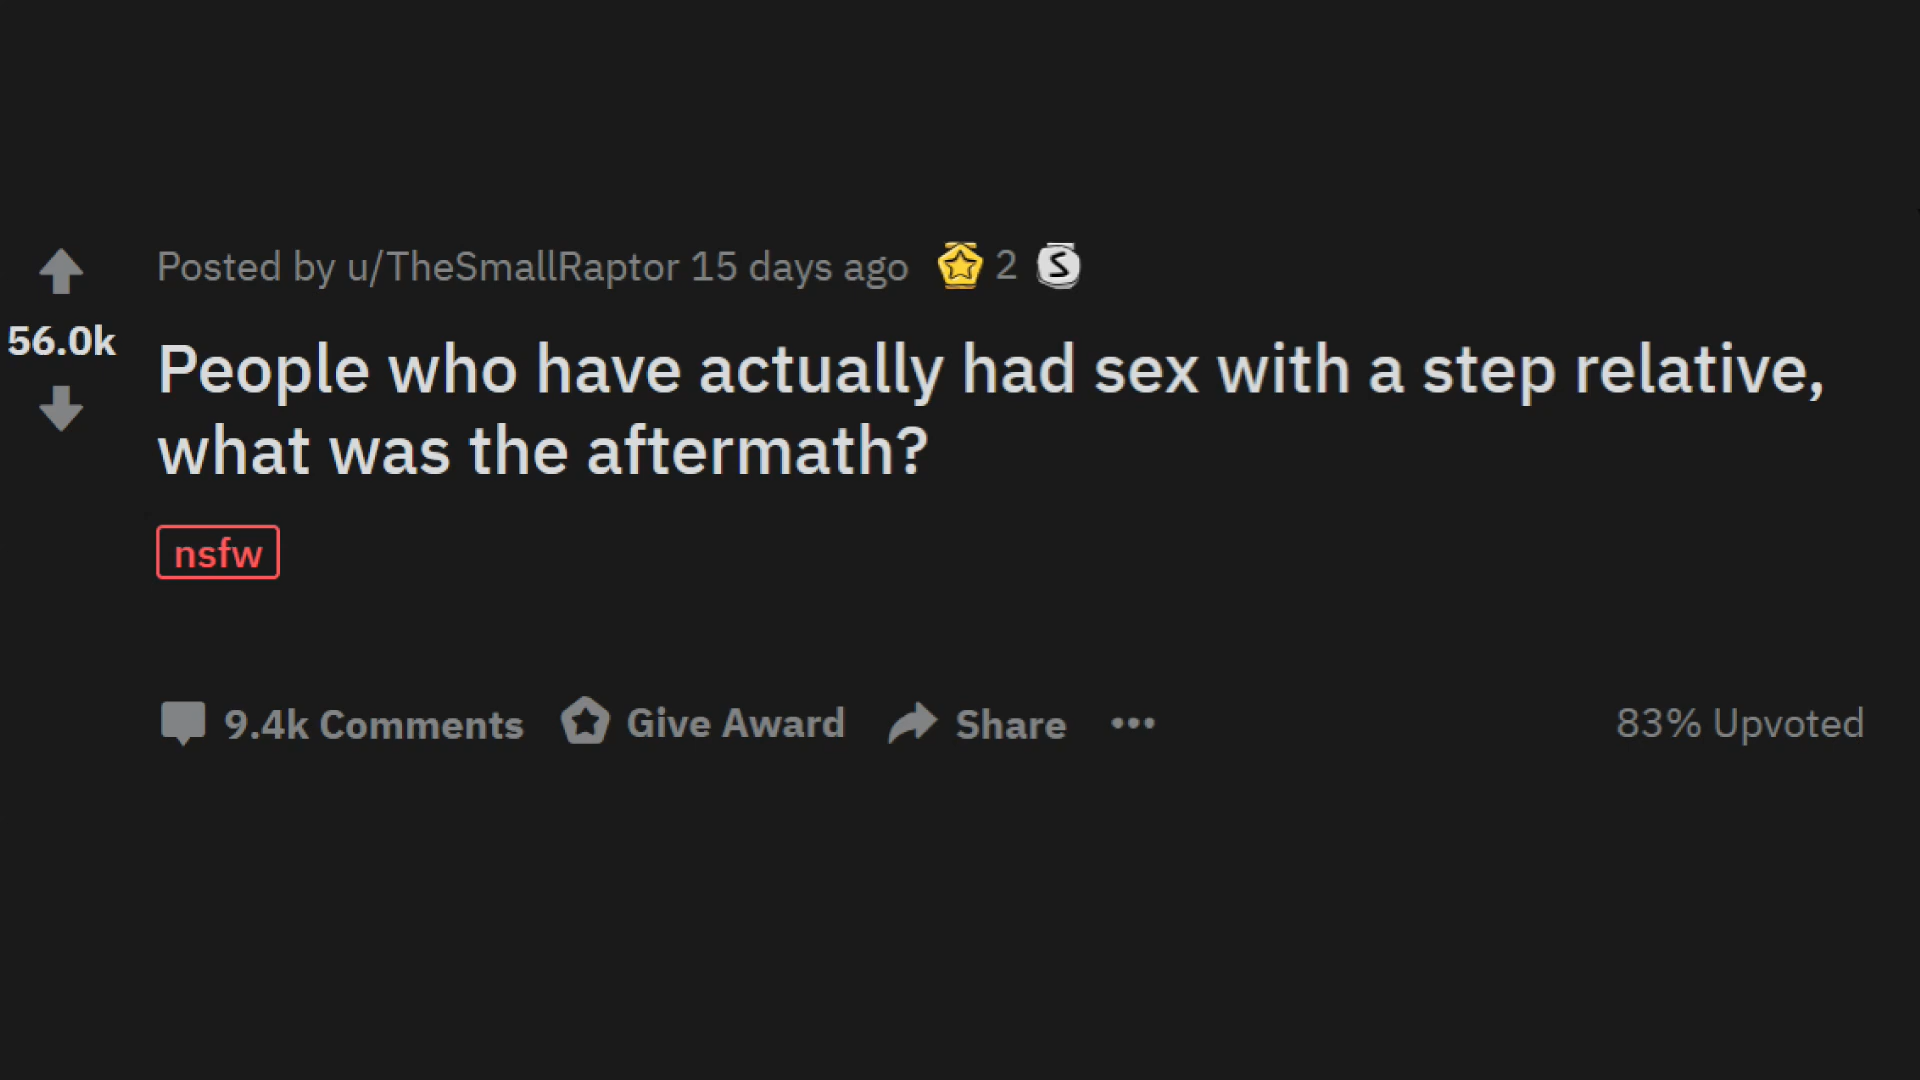 Posted by u/TheSmallRaptor 15 days ago 2 S
56.0k
People who have actually had sex with a step relative,
what was the aftermath?
nsfw
9.4k Comments Give Award Share ••• 83% Upvoted